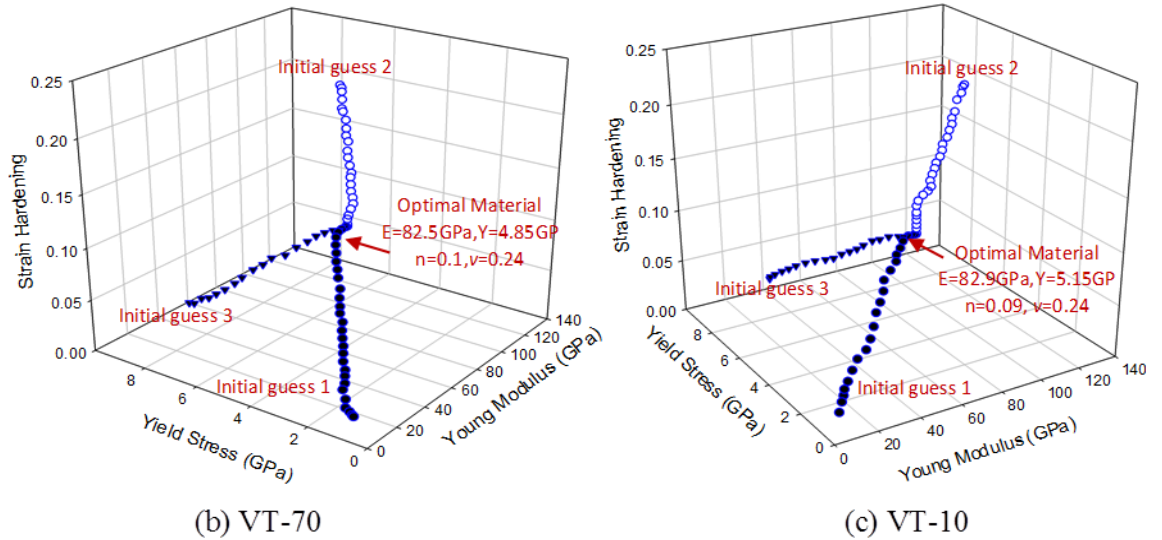 0.25
0.20
0.15
0.10
0.05
0.00
Strain Hardening
8
6
4
2
0
Yield Stress (GPa)
0
20
40
60
80
100
120
140
Young Modulus (GPa)
Initial guess 2
Optimal Material
E=82.5GPa,Y=4.85GP
n=0.1,v=0.24
Initial guess 3
Initial guess 1
(b) VT-70
0.25
0.20
0.15
0.10
0.05
0.00
Strain Hardening
8
6
4
2
0
Yield Stress (GPa)
0
20
40
60
80
100
120
140
Young Modulus (GPa)
Initial guess 2
Optimal Material
E=82.9GPa,Y=5.15GP
n=0.09, v=0.24
Initial guess 3
Initial guess 1
(c) VT-10